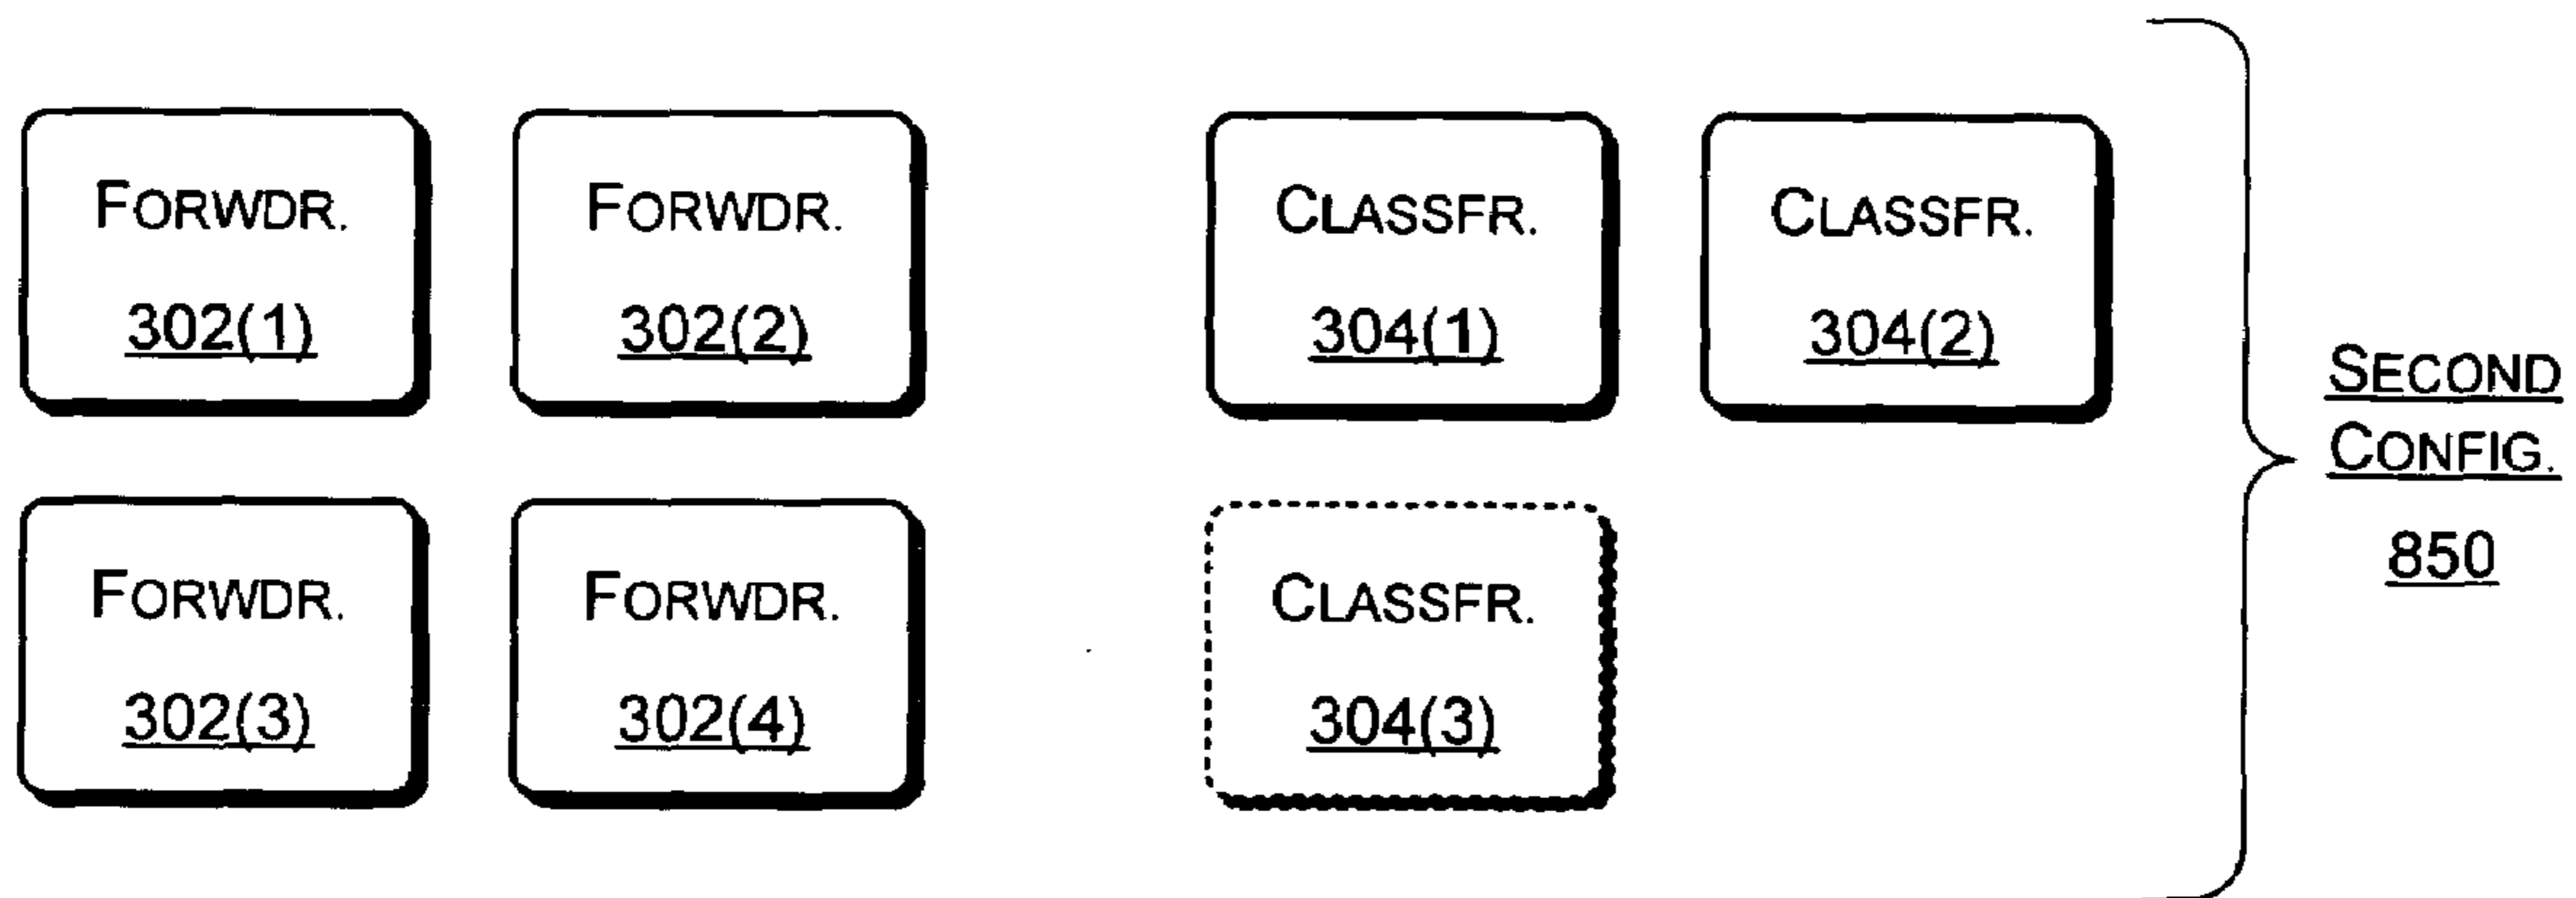 FORWDR.
302(1)
FORWDR.
302(2)
CLASSFR.
304(1)
CLASSFR.
304(2)
FORWDR.
302(3)
FORWDR.
302(4)
CLASSFR.
304(3)
SECOND
CONFIG.
850